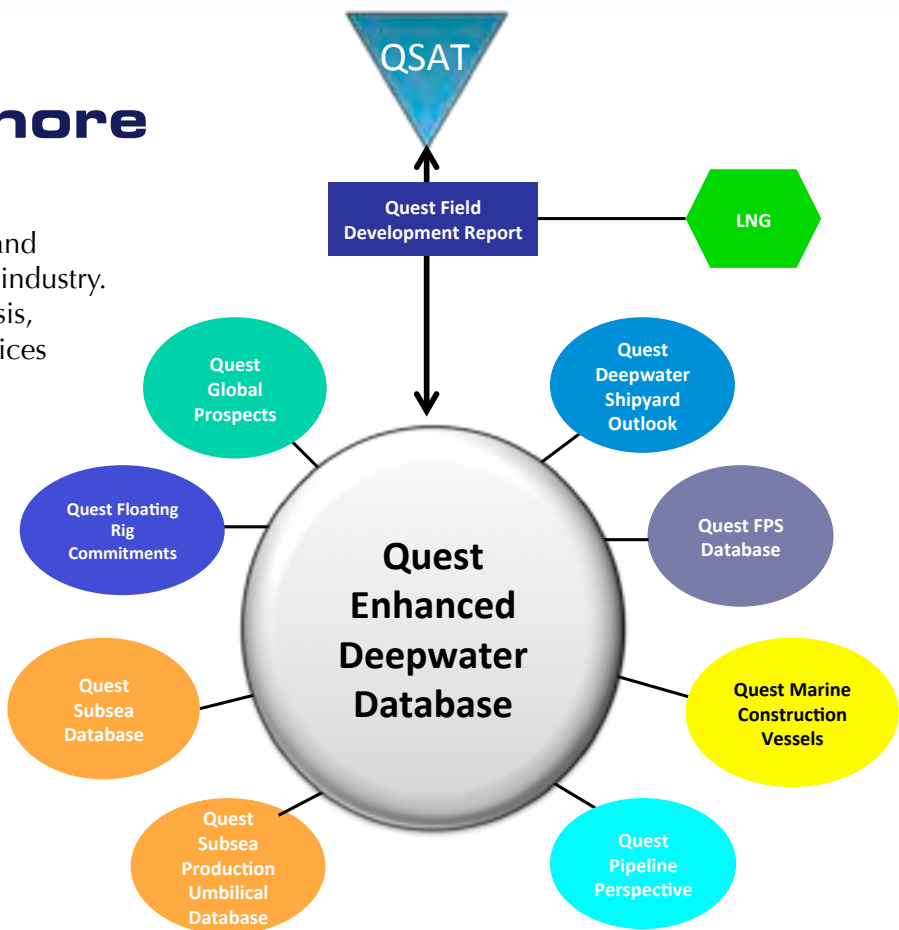 QSAT
nore
Quest Field
Development Report
LNG
and
industry.
sis,
ices
Quest
Global
Prospects
Quest
Deepwater
Shipyard
Outlook
Quest Floating
Rig
Commitments
Quest FPS
Database
Quest
Enhanced
Deepwater
Database
Quest
Subsea
Database
Quest Marine
Construction
Vessels
Quest
Subsea
Production
Umbilical
Database
Quest
Pipeline
Perspective